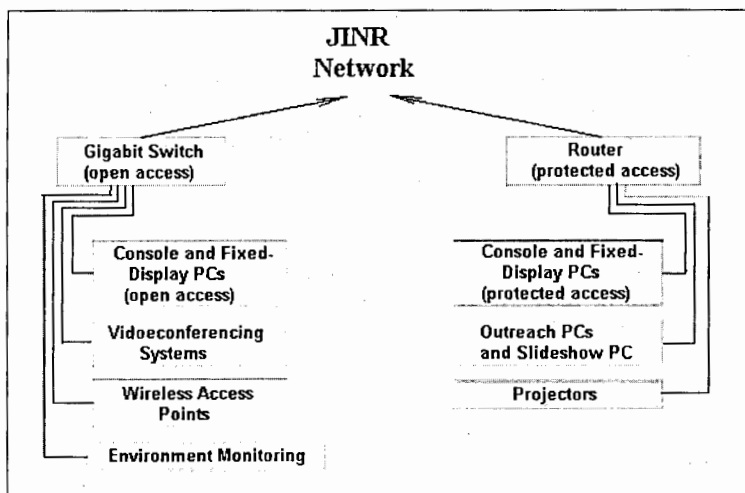 JINR
Network
Gigabit Switch
(open access)
Router
(protected access)
Console and Fixed-
Display PCs
(open access)
Vidoeconferencing
Systems
Wireless Access
Points
Environment Monitoring
Console and Fixed-
Display PCs
(protected access)
Outreach PCs
and Slideshow PC
Projectors